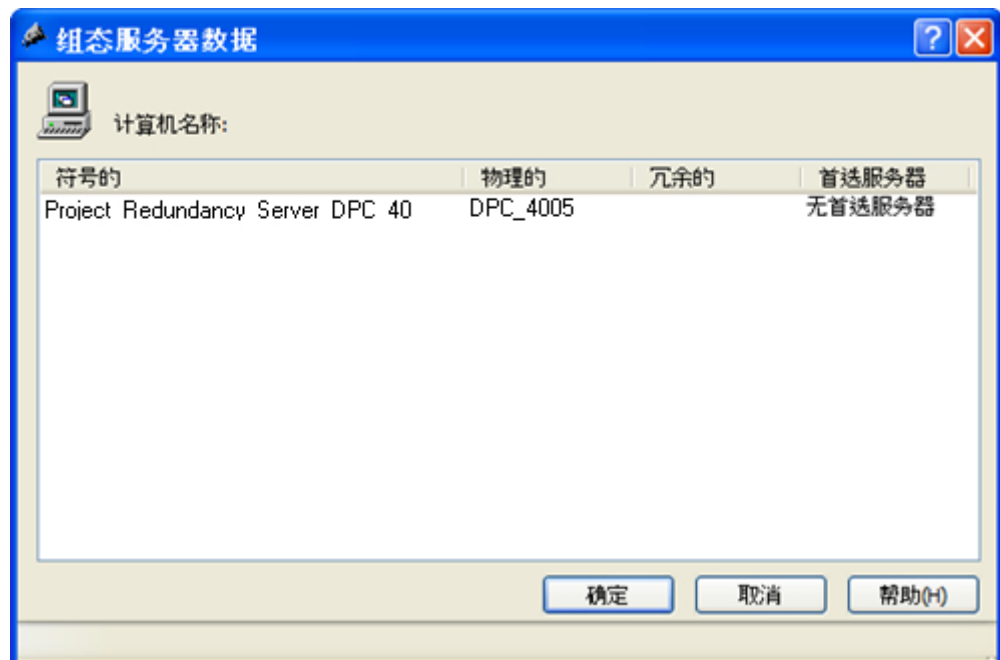 组态服务器数据
计算机名称:
符号的 物理的 冗余的 首选服务器
Project Redundancy Server DPC 40 DPC_4005 无首选服务器
确定 取消 帮助(H)